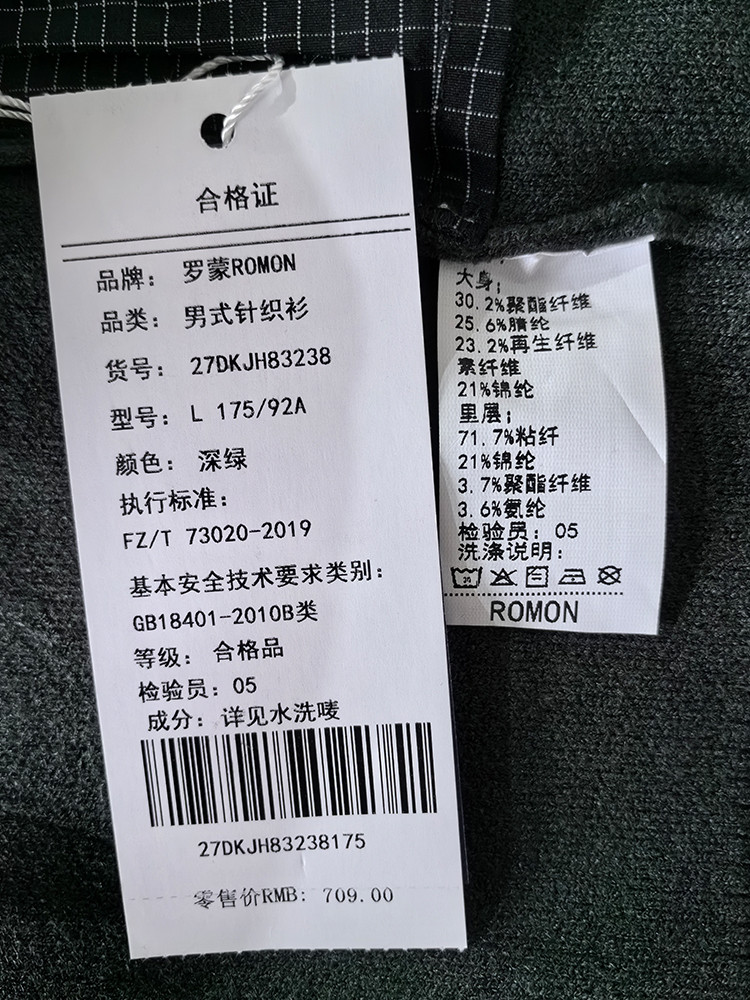 合格证
品牌： 罗蒙ROMON
品类： 男式针织衫
货号： 27DKJH83238
型号： L 175/92A
颜色： 深绿
执行标准：
FZ/T 73020-2019
基本安全技术要求类别：
GB18401-2010B类
等级： 合格品
检验员：05
成分：详见水洗唛
27DKJH83238175
零售价RMB: 709.00
大身；
30.2%聚酯纤维
25.6%腈纶
23.2%再生纤维
素纤维
21%锦纶
里层；
71.7%粘纤
21%锦纶
3.7%聚酯纤维
3.6%氨纶
检验员：05
洗涤说明：
ROMON